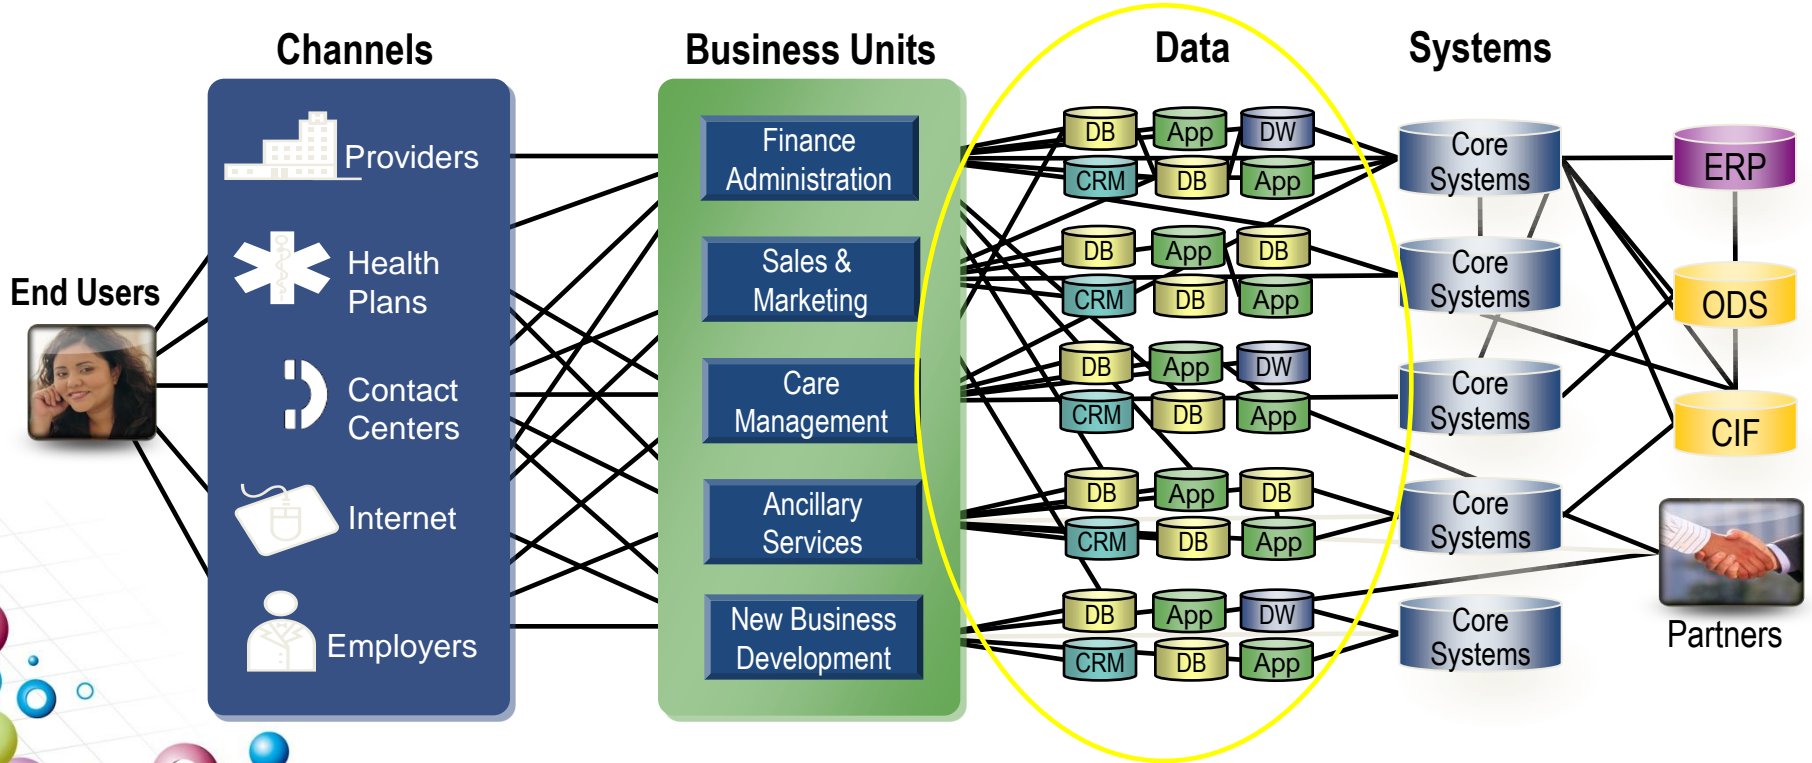 Channels
Business Units
Data
Systems
End Users
Providers
Health
Plans
Contact
Centers
Internet
Employers
Finance
Administration
Sales &
Marketing
Care
Management
Ancillary
Services
New Business
Development
DB App DW
CRM DB App
DB App DB
CRM DB App
DB App DW
CRM DB App
DB App DB
CRM DB App
DB App DW
CRM DB App
Core
Systems
Core
Systems
Core
Systems
Core
Systems
Core
Systems
ERP
ODS
CIF
Partners